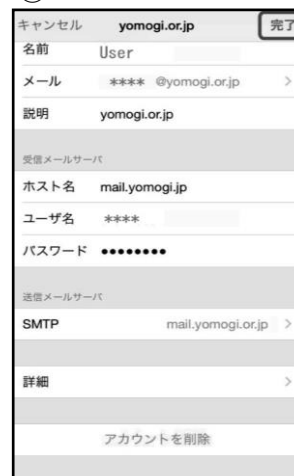 キャンセル yomogi.or.jp 完了
名前 User
メール **** @yomogi.or.jp >
説明 yomogi.or.jp
受信メールサーバ
ホスト名 mail.yomogi.jp
ユーザ名 ****
パスワード ••••••••
送信メールサーバ
SMTP mail.yomogi.or.jp >
詳細 >
アカウントを削除